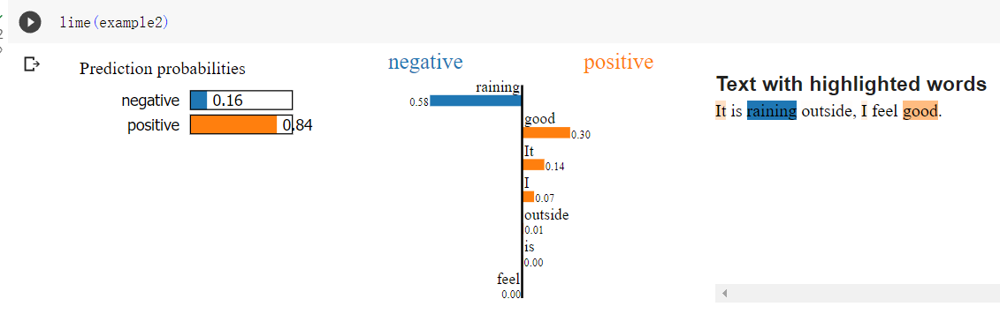 lime(example2)
Prediction probabilities
negative 0.16
positive 0.84
negative positive
raining
0.58
good
0.30
It
0.14
I
0.07
outside
0.01
is
0.00
feel
0.00
Text with highlighted words
It is raining outside, I feel good.